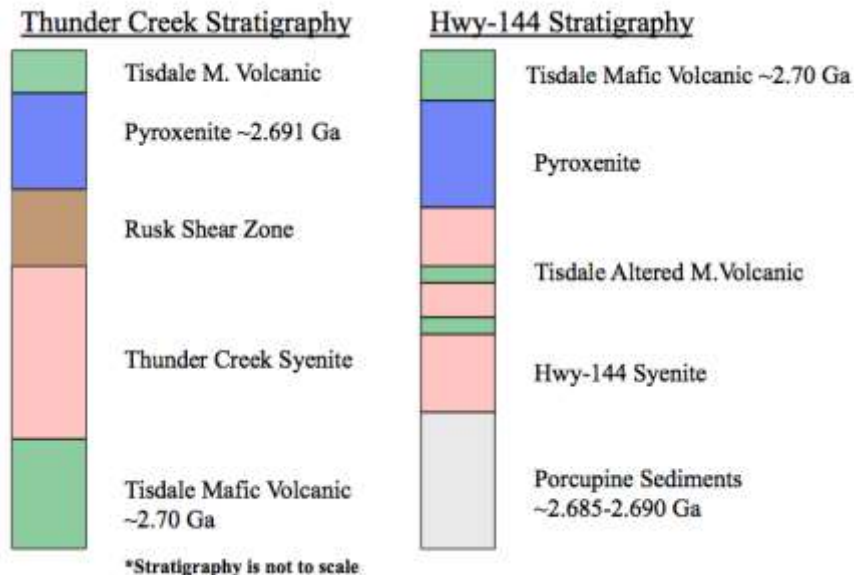 Thunder Creek Stratigraphy
Tisdale M. Volcanic
Pyroxenite ~2.691 Ga
Rusk Shear Zone
Thunder Creek Syenite
Tisdale Mafic Volcanic
~2.70 Ga
*Stratigraphy is not to scale
Hwy-144 Stratigraphy
Tisdale Mafic Volcanic ~2.70 Ga
Pyroxenite
Tisdale Altered M.Volcanic
Hwy-144 Syenite
Porcupine Sediments
~2.685-2.690 Ga